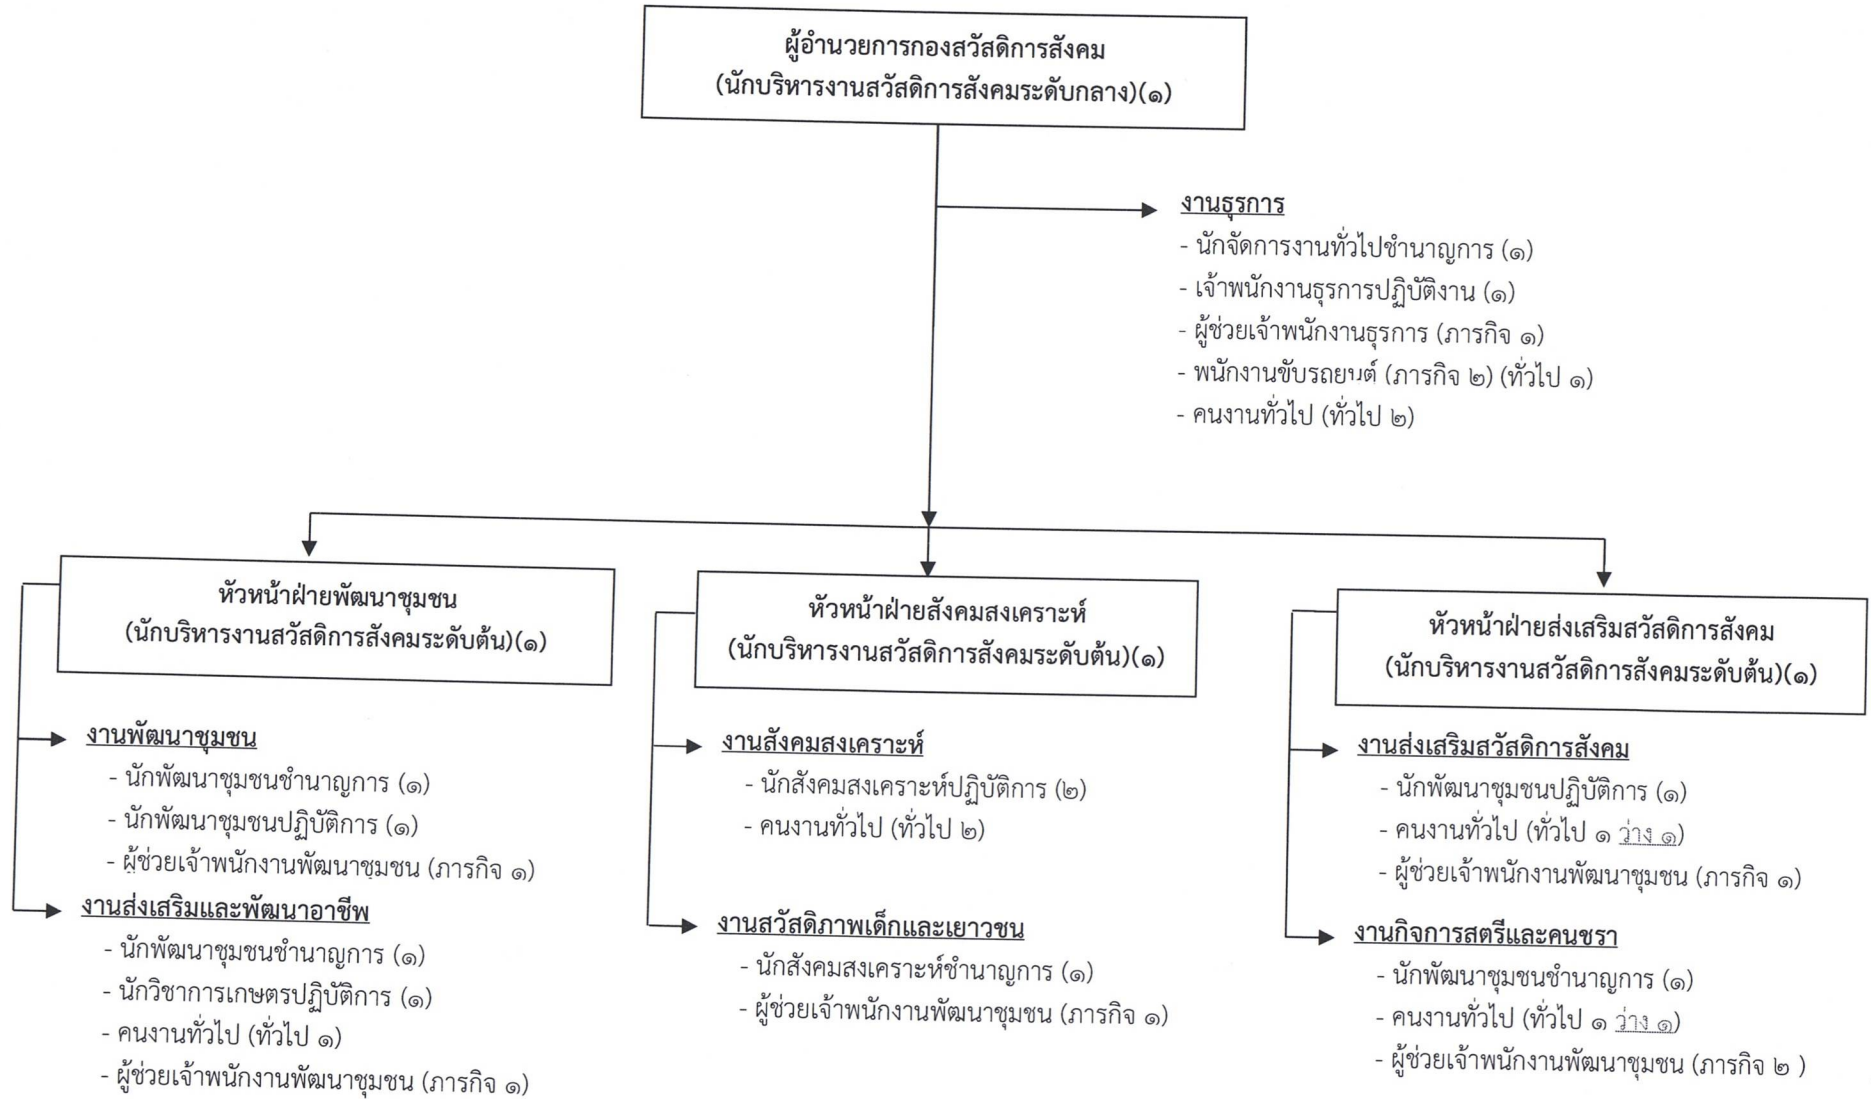 ผู้อำนวยการกองสวัสดิการสังคม
(นักบริหารงานสวัสดิการสังคมระดับกลาง)(๑)
งานธุรการ
- นักจัดการงานทั่วไปชำนาญการ (๑)
- เจ้าพนักงานธุรการปฏิบัติงาน (๑)
- ผู้ช่วยเจ้าพนักงานธุรการ (ภารกิจ ๑)
- พนักงานขับรถยนต์ (ภารกิจ ๒) (ทั่วไป ๑)
- คนงานทั่วไป (ทั่วไป ๒)
หัวหน้าฝ่ายพัฒนาชุมชน
(นักบริหารงานสวัสดิการสังคมระดับต้น)(๑)
งานพัฒนาชุมชน
- นักพัฒนาชุมชนชำนาญการ (๑)
- นักพัฒนาชุมชนปฏิบัติการ (๑)
- ผู้ช่วยเจ้าพนักงานพัฒนาชุมชน (ภารกิจ ๑)
งานส่งเสริมและพัฒนาอาชีพ
- นักพัฒนาชุมชนชำนาญการ (๑)
- นักวิชาการเกษตรปฏิบัติการ (๑)
- คนงานทั่วไป (ทั่วไป ๑)
- ผู้ช่วยเจ้าพนักงานพัฒนาชุมชน (ภารกิจ ๑)
หัวหน้าฝ่ายสังคมสงเคราะห์
(นักบริหารงานสวัสดิการสังคมระดับต้น)(๑)
งานสังคมสงเคราะห์
- นักสังคมสงเคราะห์ปฏิบัติการ (๒)
- คนงานทั่วไป (ทั่วไป ๒)
งานสวัสดิภาพเด็กและเยาวชน
- นักสังคมสงเคราะห์ชำนาญการ (๑)
- ผู้ช่วยเจ้าพนักงานพัฒนาชุมชน (ภารกิจ ๑)
หัวหน้าฝ่ายส่งเสริมสวัสดิการสังคม
(นักบริหารงานสวัสดิการสังคมระดับต้น)(๑)
งานส่งเสริมสวัสดิการสังคม
- นักพัฒนาชุมชนปฏิบัติการ (๑)
- คนงานทั่วไป (ทั่วไป ๑ ว่าง ๑)
- ผู้ช่วยเจ้าพนักงานพัฒนาชุมชน (ภารกิจ ๑)
งานกิจการสตรีและคนชรา
- นักพัฒนาชุมชนชำนาญการ (๑)
- คนงานทั่วไป (ทั่วไป ๑ ว่าง ๑)
- ผู้ช่วยเจ้าพนักงานพัฒนาชุมชน (ภารกิจ ๒ )